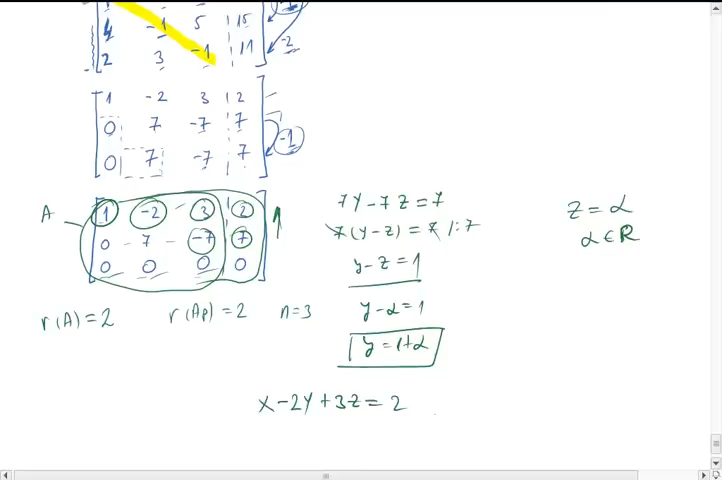 -1
4 -1 5 | 15
2 3 -1 | 11 -2
1 -2 3 | 2
0 7 -7 | 7
0 7 -7 | 7 -1
A
1 -2 3 | 2
0 7 -7 | 7
0 0 0 | 0
r(A)=2 r(Ap)=2 n=3
7y-7z=7
7(y-z)=7 /:7
y-z=1
y-α=1
y=1+α
z=α
α∈R
x-2y+3z=2